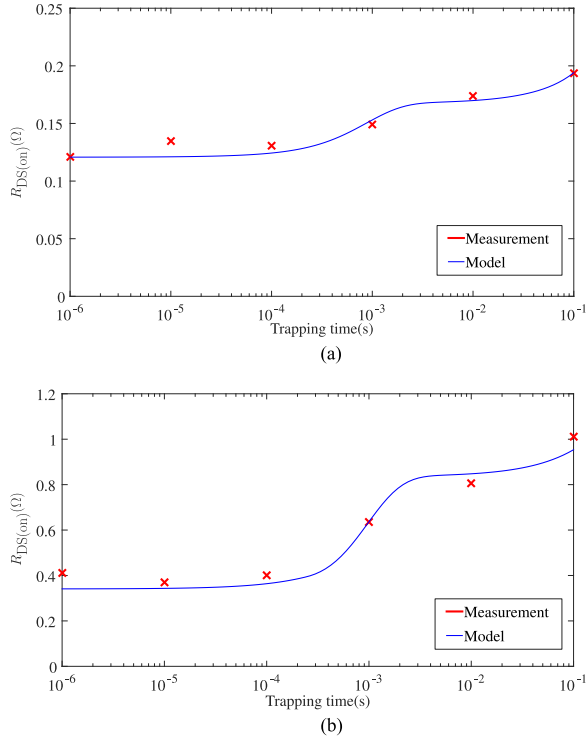 0.25
0.2
0.15
0.1
0.05
0
R_DS(on)(Ω)
Measurement
Model
10^-6 10^-5 10^-4 10^-3 10^-2 10^-1
Trapping time(s)
(a)
1.2
1
0.8
0.6
0.4
0.2
0
R_DS(on)(Ω)
Measurement
Model
10^-6 10^-5 10^-4 10^-3 10^-2 10^-1
Trapping time(s)
(b)